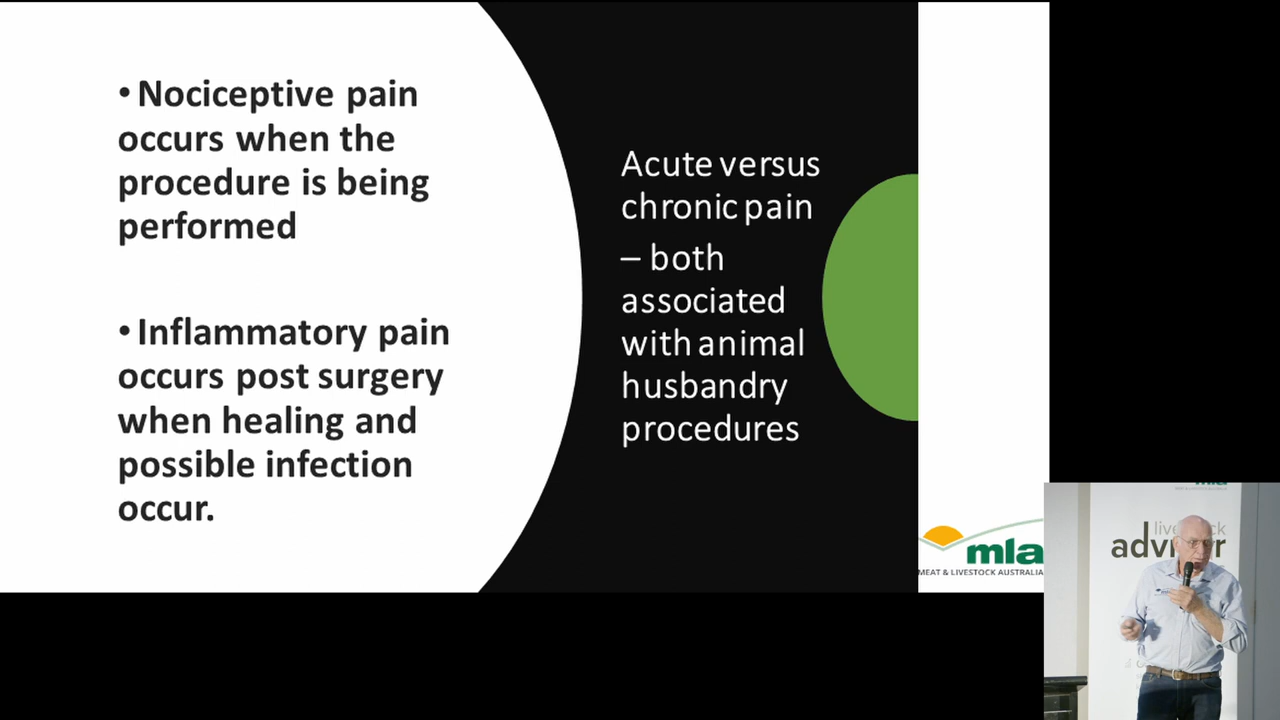 • Nociceptive pain
occurs when the
procedure is being
performed
• Inflammatory pain
occurs post surgery
when healing and
possible infection
occur.
Acute versus
chronic pain
– both
associated
with animal
husbandry
procedures
mla
MEAT & LIVESTOCK AUSTRALIA
mla
livestock